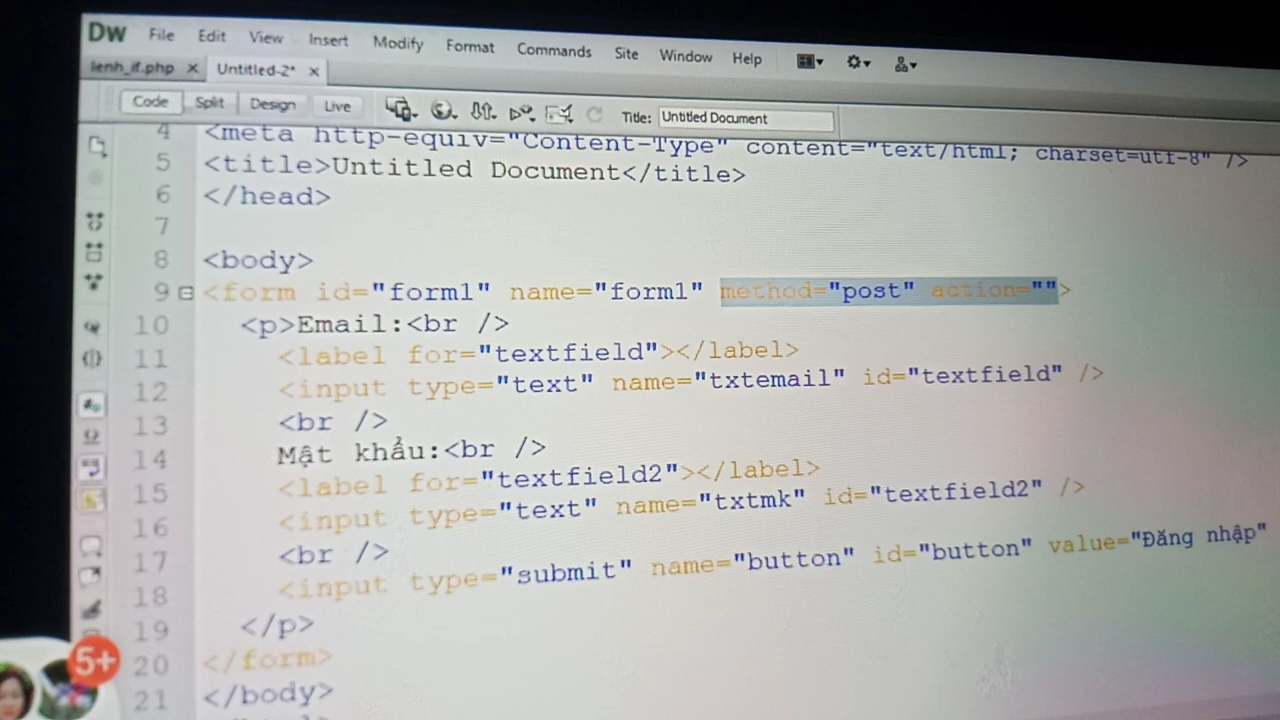 Dw File Edit View Insert Modify Format Commands Site Window Help
lenh_if.php × Untitled-2* ×
Code Split Design Live Title: Untitled Document
4 <meta http-equiv="Content-Type" content="text/html; charset=utf-8" />
5 <title>Untitled Document</title>
6 </head>
7
8 <body>
9 <form id="form1" name="form1" method="post" action="">
10 <p>Email:<br />
11 <label for="textfield"></label>
12 <input type="text" name="txtemail" id="textfield" />
13 <br />
14 Mật khẩu:<br />
15 <label for="textfield2"></label>
16 <input type="text" name="txtmk" id="textfield2" />
17 <br />
18 <input type="submit" name="button" id="button" value="Đăng nhập"
19 </p>
20 </form>
21 </body>
5+